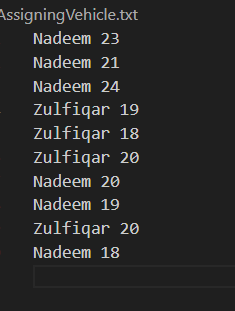 AssigningVehicle.txt
Nadeem 23
Nadeem 21
Nadeem 24
Zulfiqar 19
Zulfiqar 18
Zulfiqar 20
Nadeem 20
Nadeem 19
Zulfiqar 20
Nadeem 18